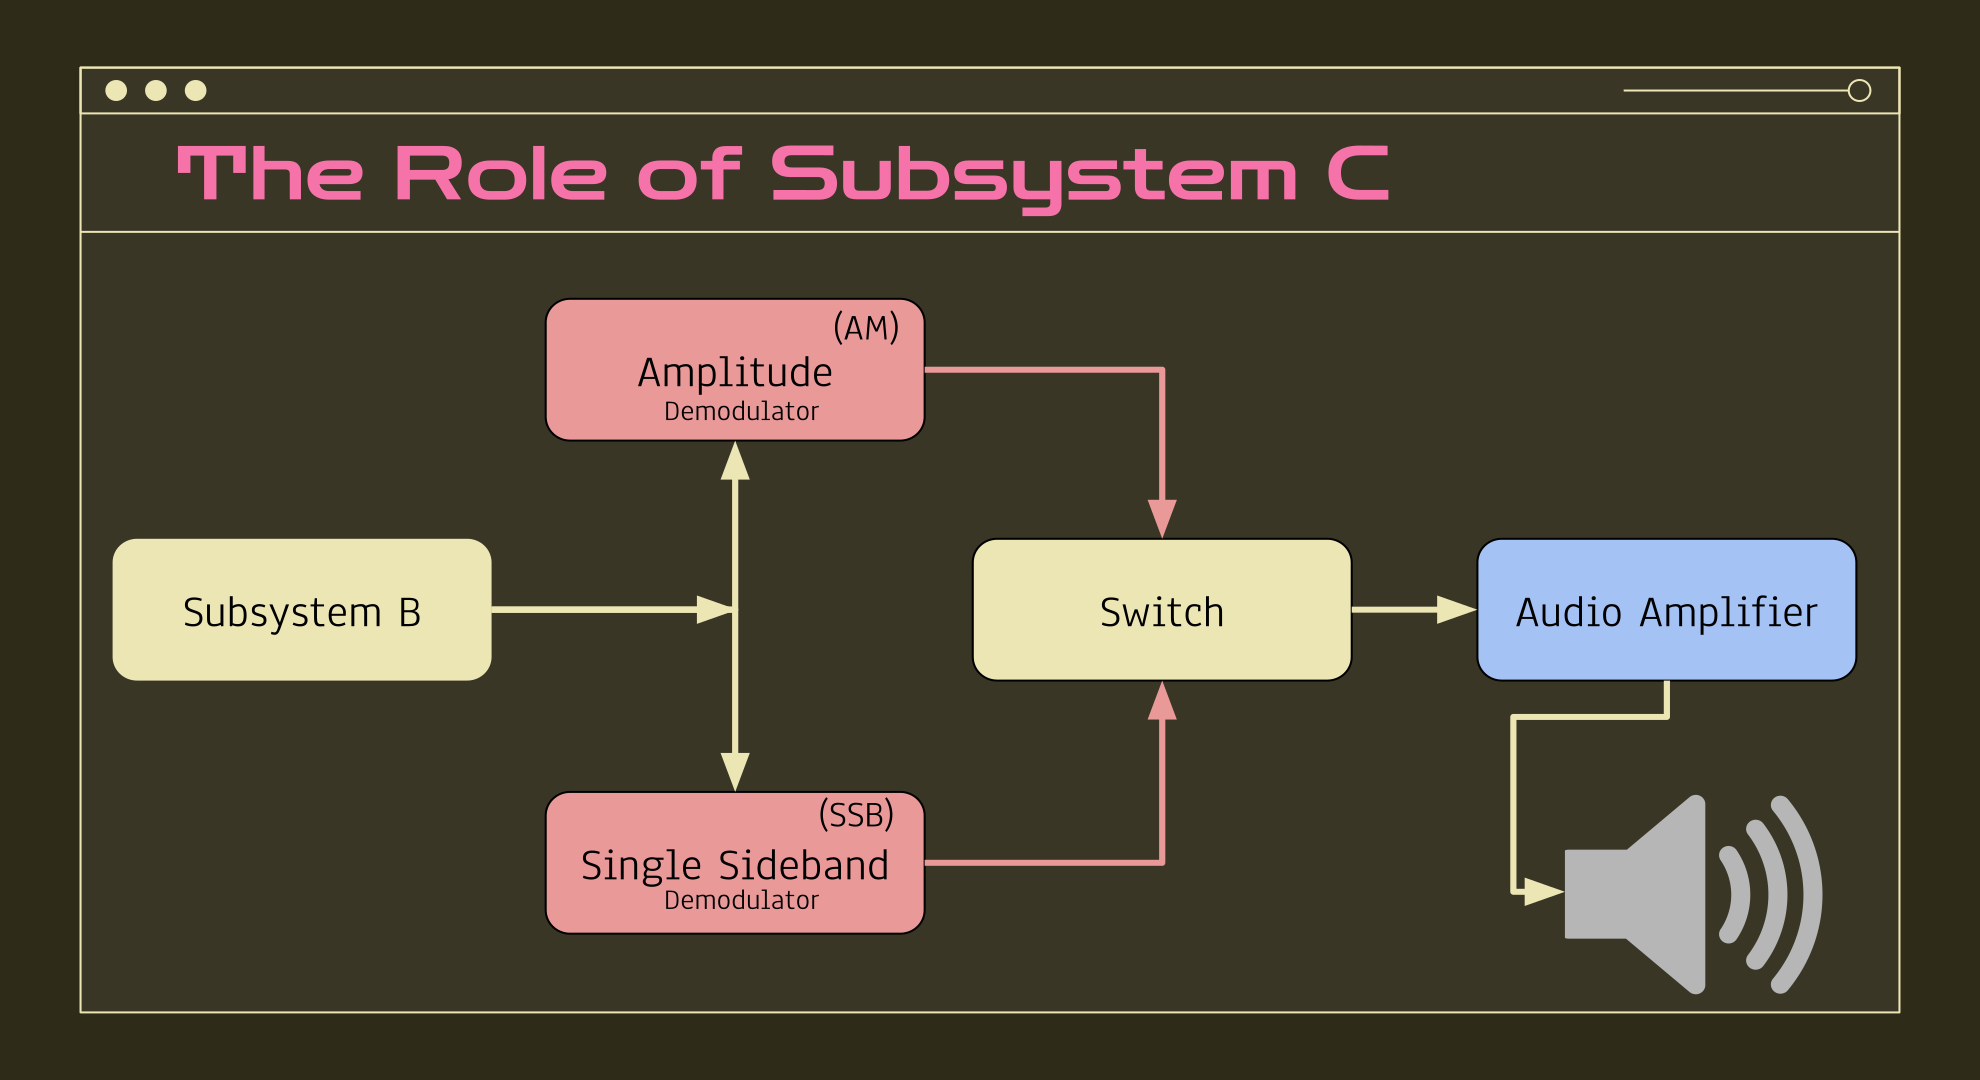 The Role of Subsystem C
(AM)
Amplitude
Demodulator
Subsystem B
Switch
Audio Amplifier
(SSB)
Single Sideband
Demodulator